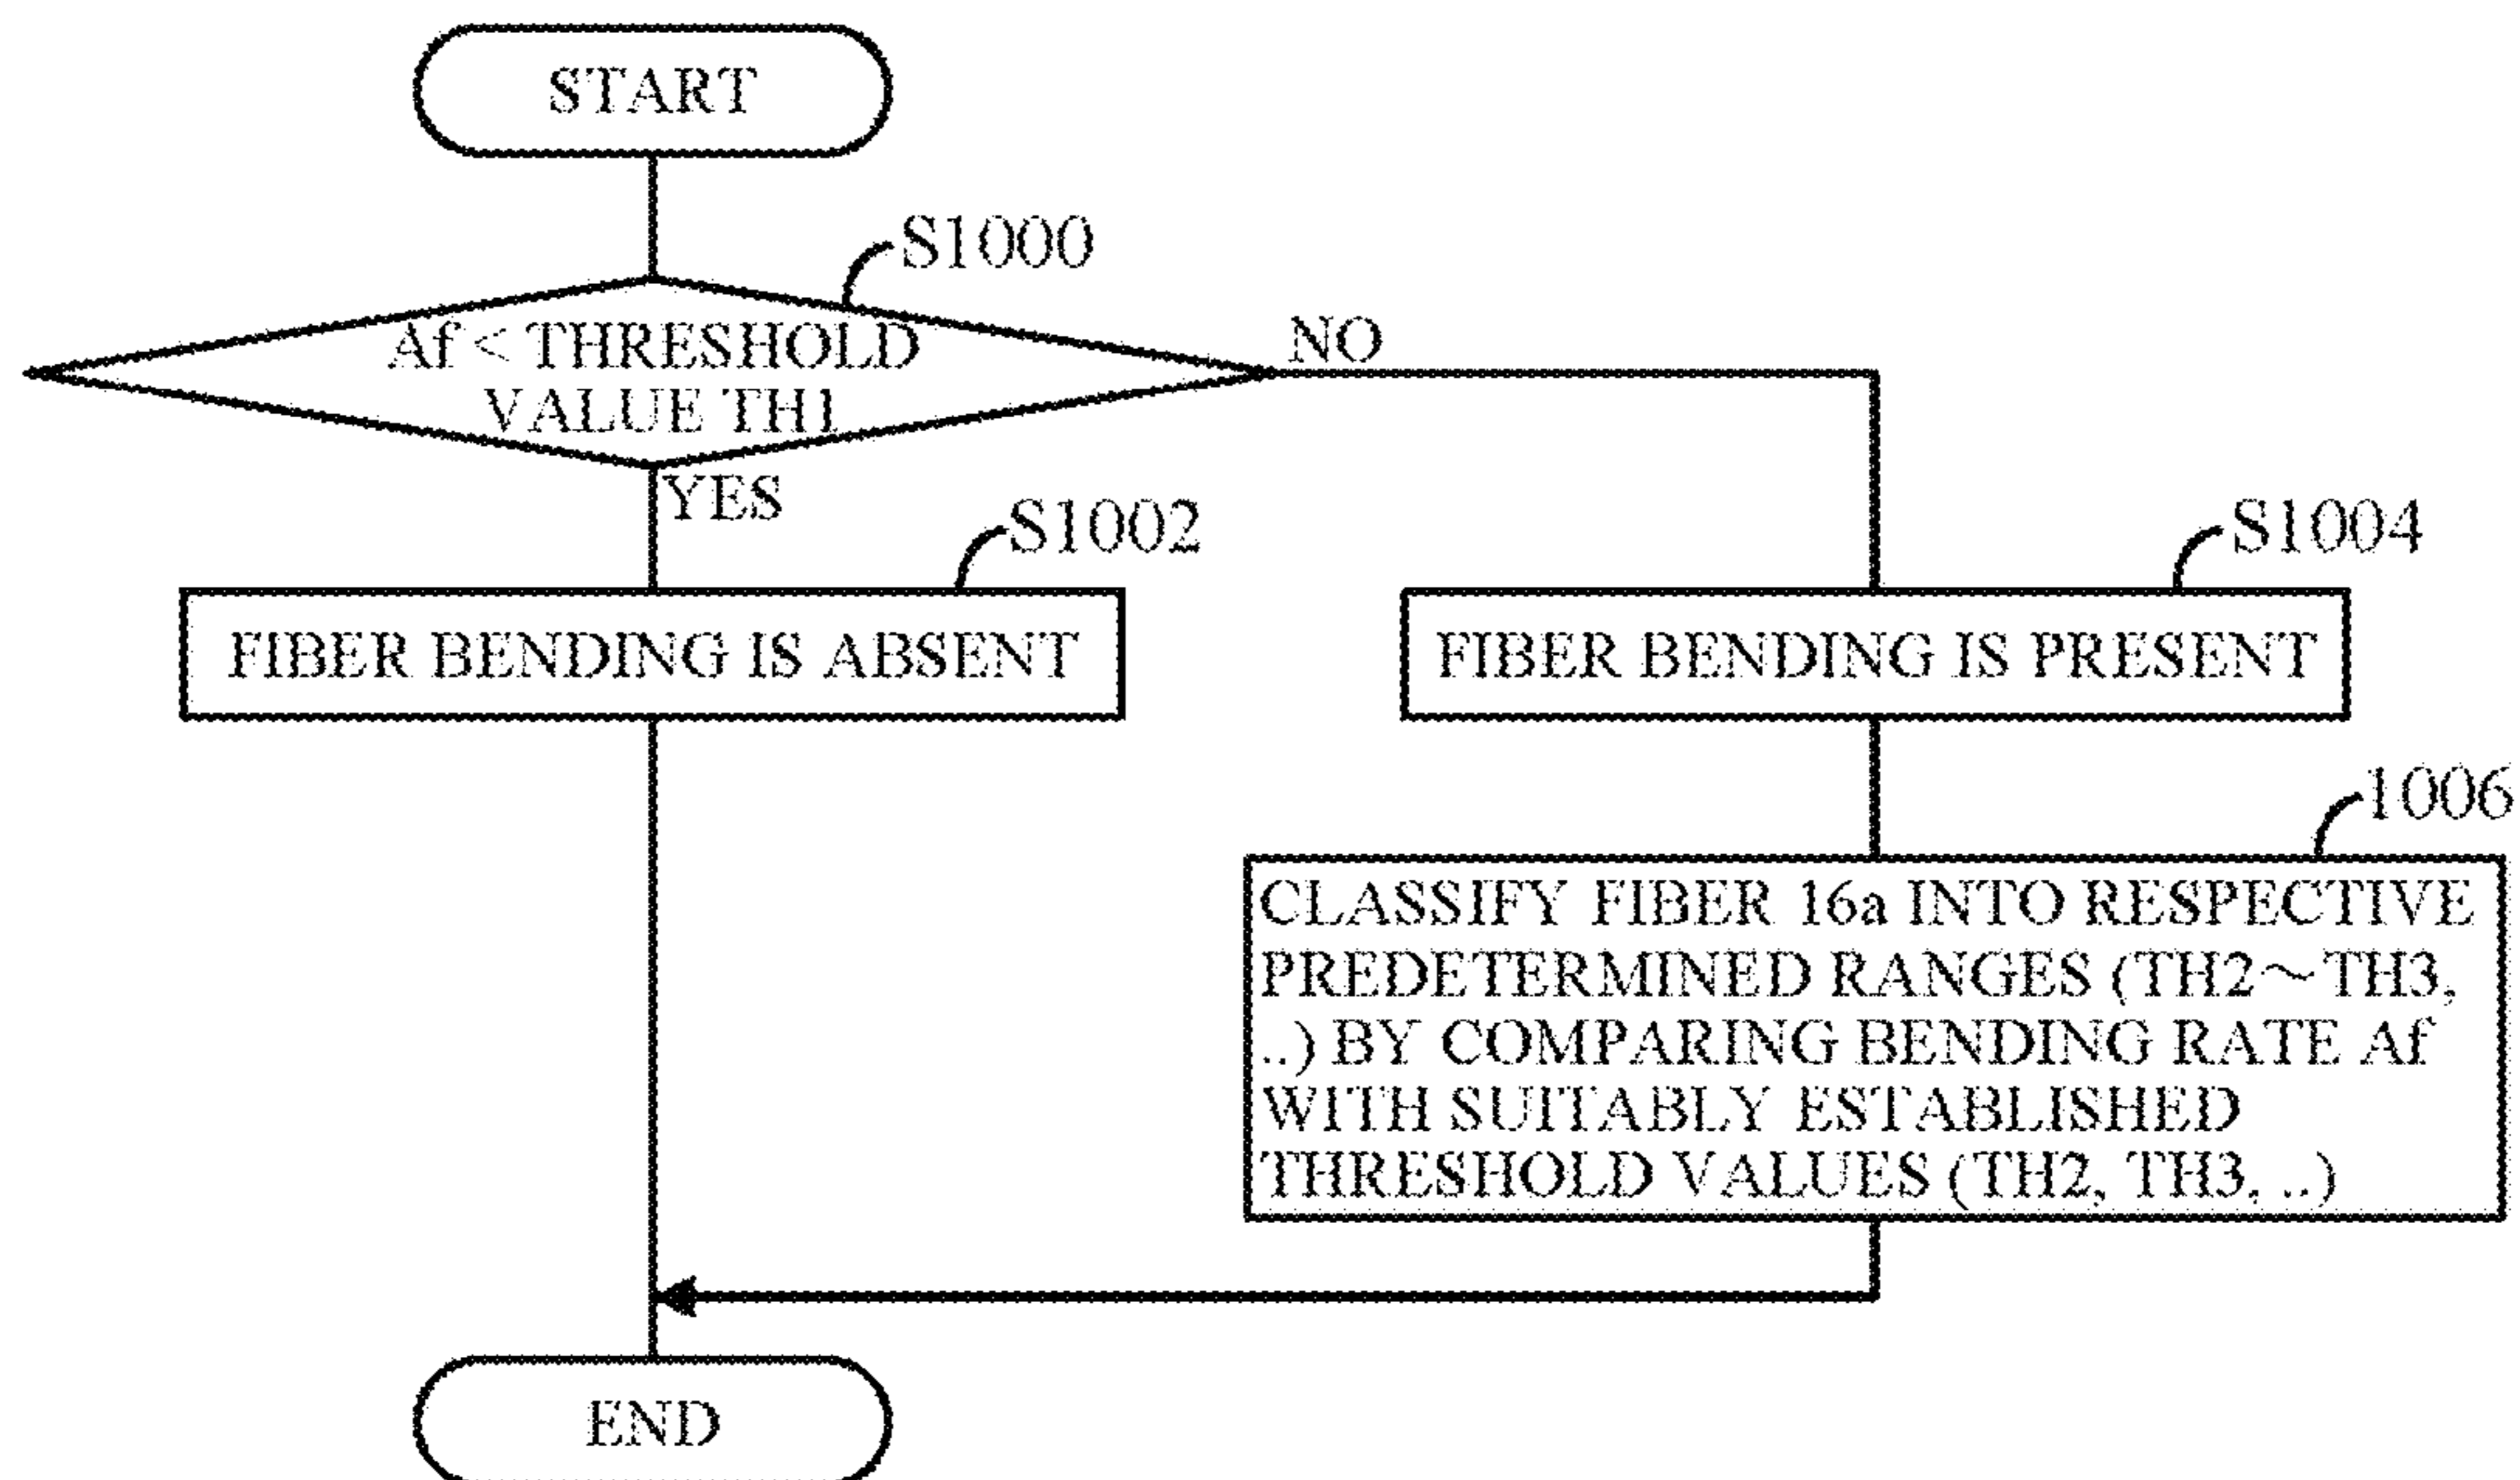 START
S1000
Af < THRESHOLD
VALUE TH1
NO
YES
S1002
FIBER BENDING IS ABSENT
S1004
FIBER BENDING IS PRESENT
1006
CLASSIFY FIBER 16a INTO RESPECTIVE
PREDETERMINED RANGES (TH2～TH3,
..) BY COMPARING BENDING RATE Af
WITH SUITABLY ESTABLISHED
THRESHOLD VALUES (TH2, TH3, ..)
END